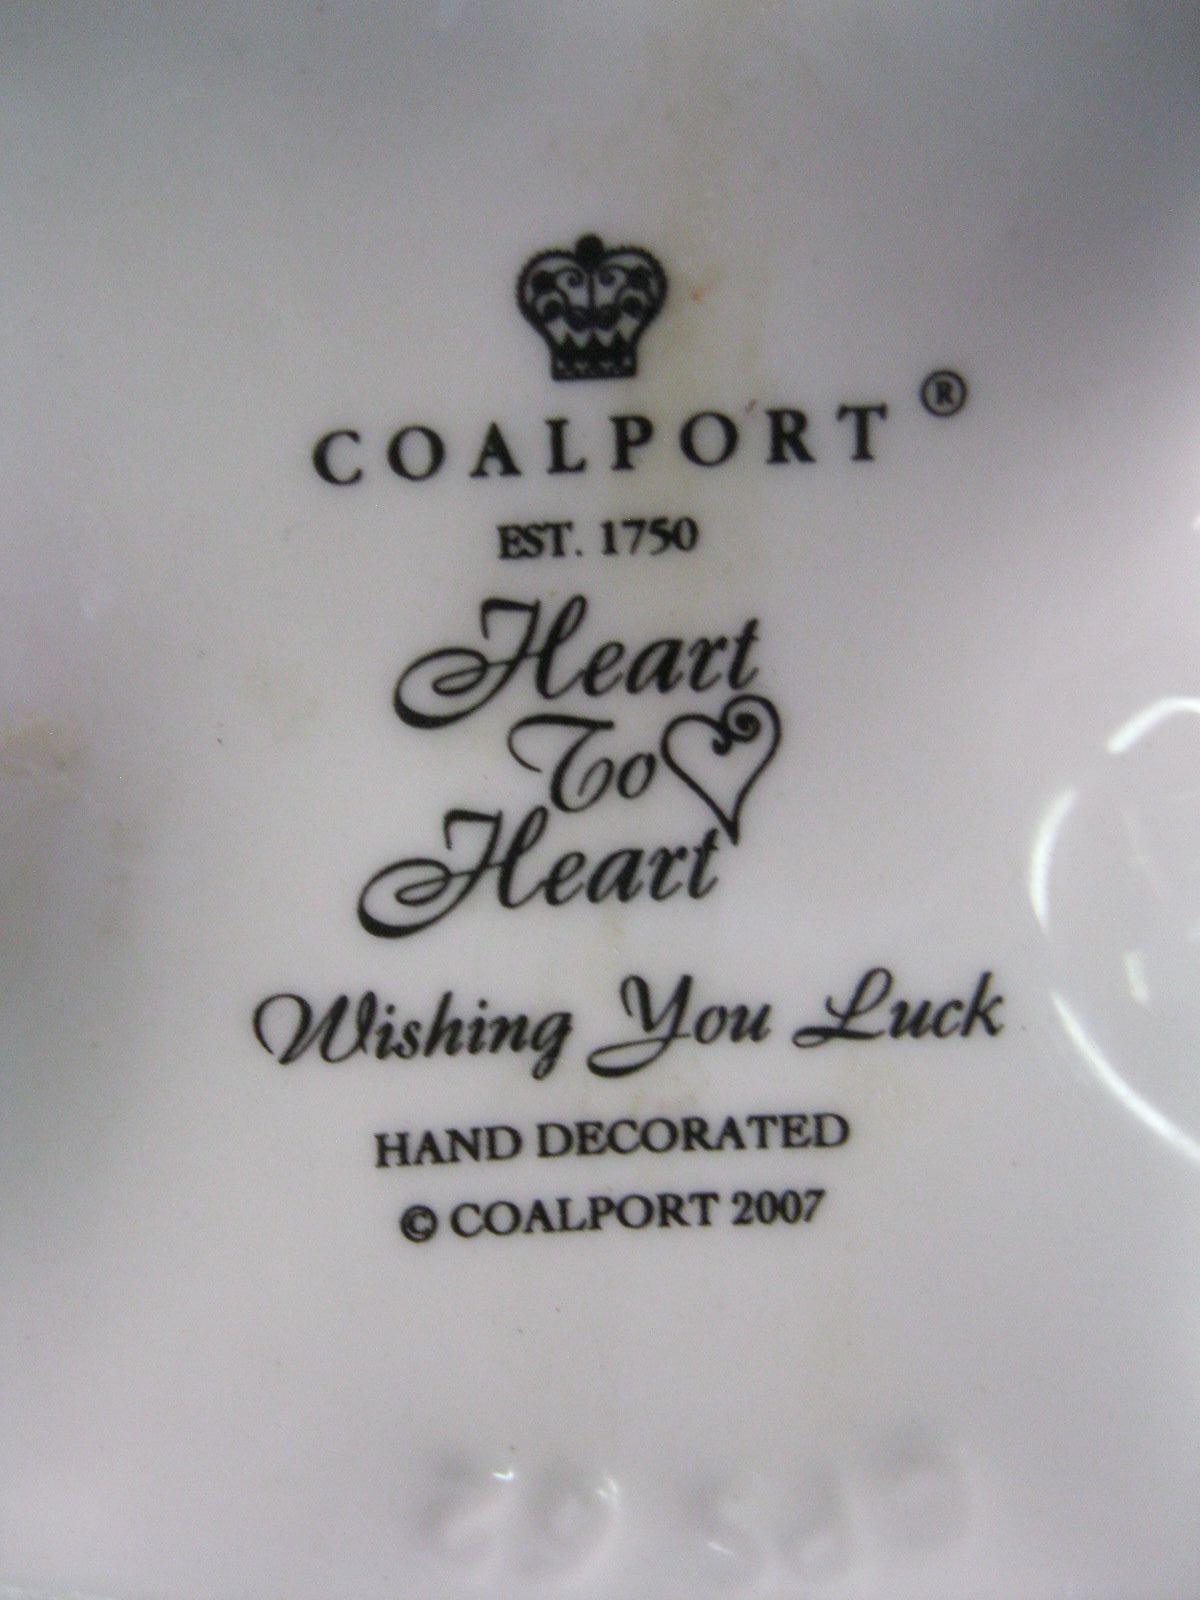 COALPORT®
EST. 1750
Heart
To
Heart
Wishing You Luck
HAND DECORATED
© COALPORT 2007